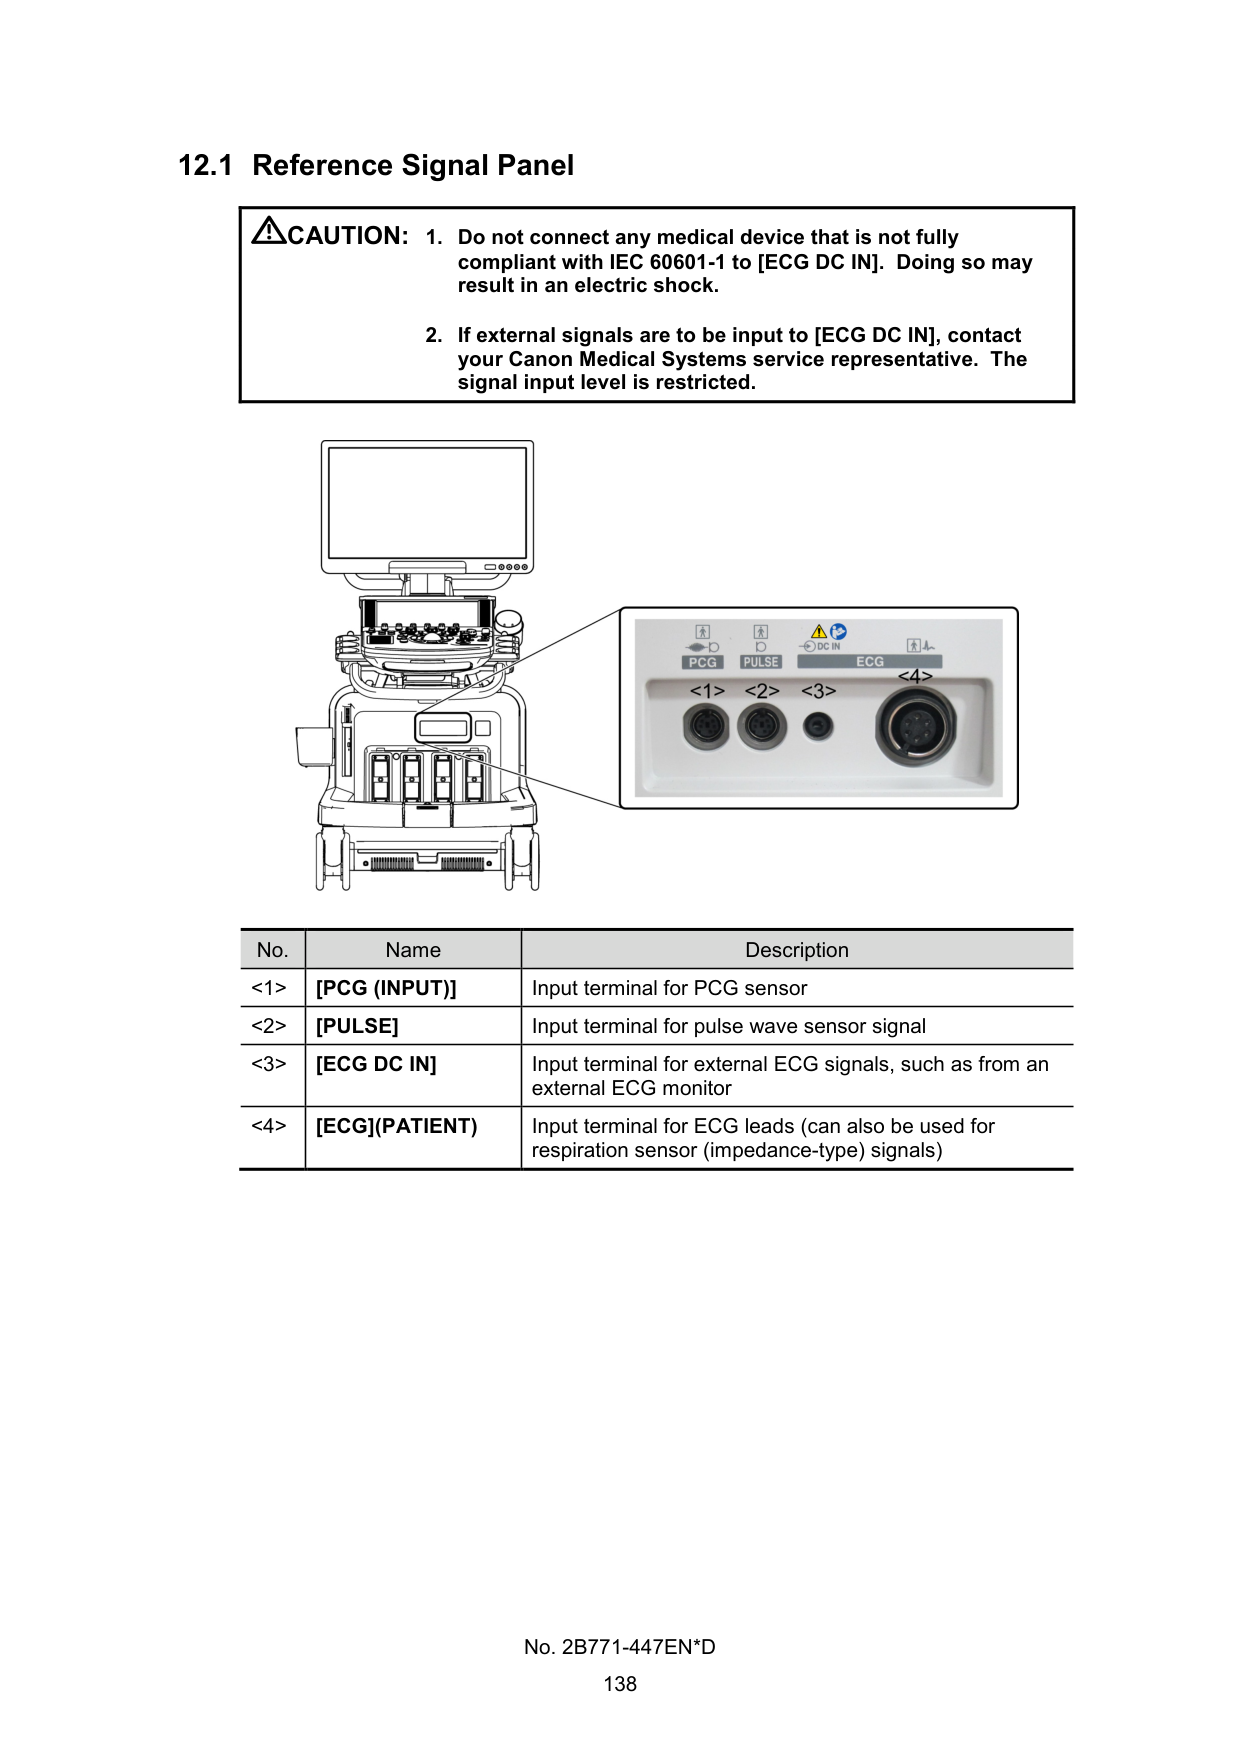 12.1 Reference Signal Panel
⚠CAUTION: 1. Do not connect any medical device that is not fully
compliant with IEC 60601-1 to [ECG DC IN]. Doing so may
result in an electric shock.
2. If external signals are to be input to [ECG DC IN], contact
your Canon Medical Systems service representative. The
signal input level is restricted.
DC IN
PCG PULSE ECG
<1> <2> <3> <4>
No. Name Description
<1> [PCG (INPUT)] Input terminal for PCG sensor
<2> [PULSE] Input terminal for pulse wave sensor signal
<3> [ECG DC IN] Input terminal for external ECG signals, such as from an
external ECG monitor
<4> [ECG](PATIENT) Input terminal for ECG leads (can also be used for
respiration sensor (impedance-type) signals)
No. 2B771-447EN*D
138